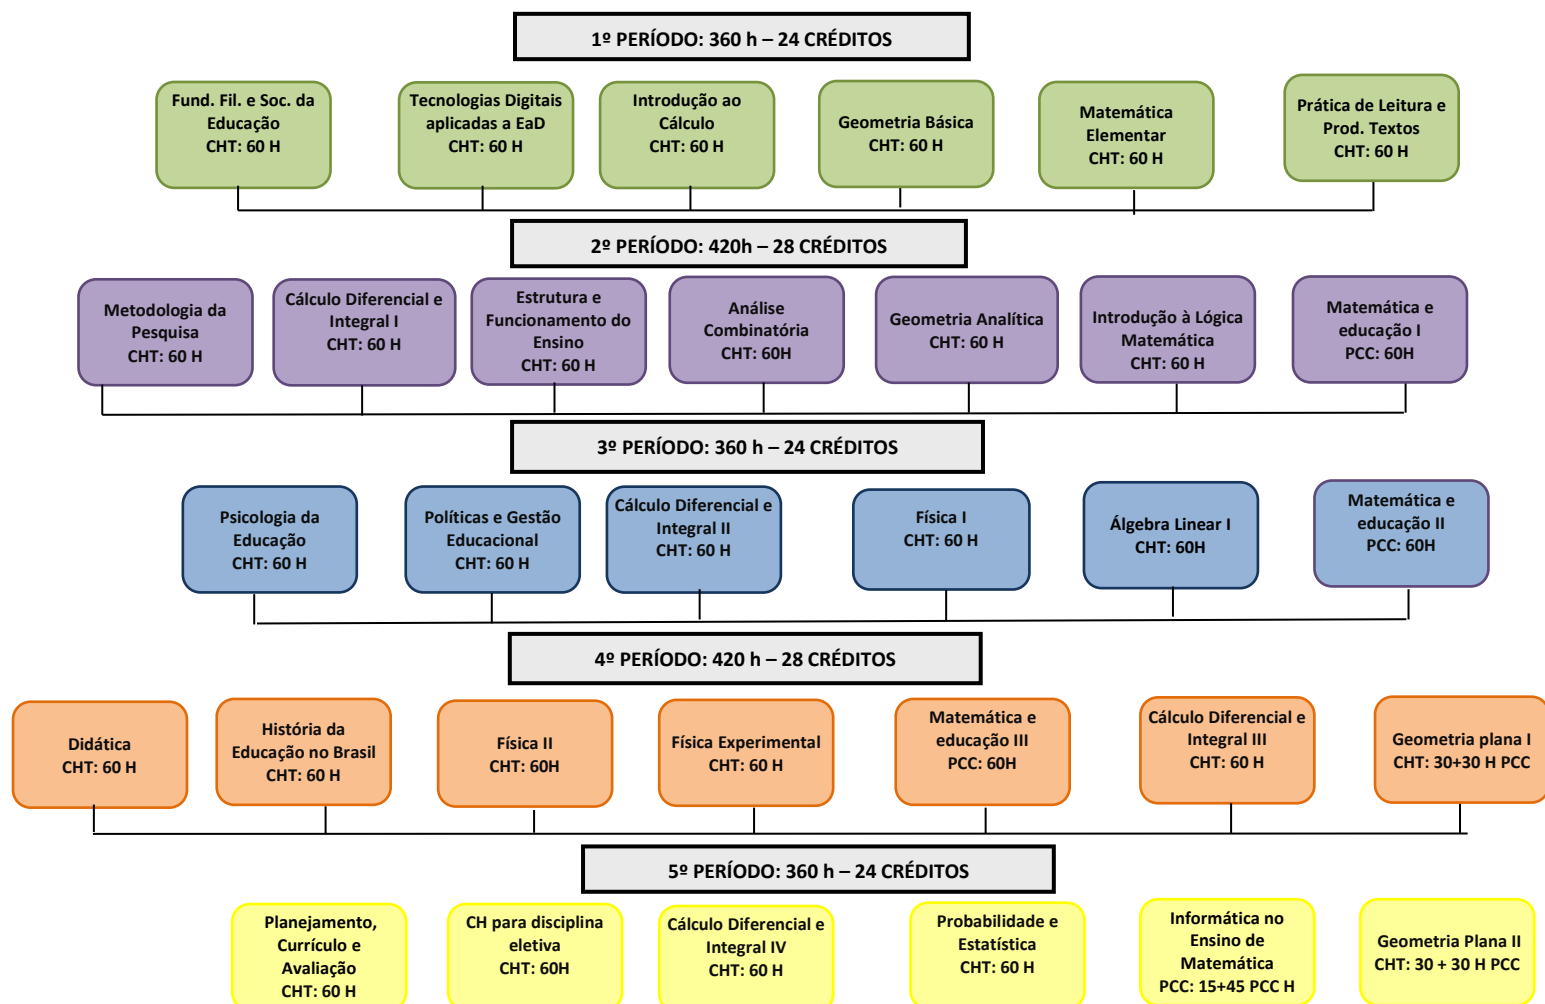 1º PERÍODO: 360 h – 24 CRÉDITOS
Fund. Fil. e Soc. da
Educação
CHT: 60 H
Tecnologias Digitais
aplicadas a EaD
CHT: 60 H
Introdução ao
Cálculo
CHT: 60 H
Geometria Básica
CHT: 60 H
Matemática
Elementar
CHT: 60 H
Prática de Leitura e
Prod. Textos
CHT: 60 H
2º PERÍODO: 420h – 28 CRÉDITOS
Metodologia da
Pesquisa
CHT: 60 H
Cálculo Diferencial e
Integral I
CHT: 60 H
Estrutura e
Funcionamento do
Ensino
CHT: 60 H
Análise
Combinatória
CHT: 60H
Geometria Analítica
CHT: 60 H
Introdução à Lógica
Matemática
CHT: 60 H
Matemática e
educação I
PCC: 60H
3º PERÍODO: 360 h – 24 CRÉDITOS
Psicologia da
Educação
CHT: 60 H
Políticas e Gestão
Educacional
CHT: 60 H
Cálculo Diferencial e
Integral II
CHT: 60 H
Física I
CHT: 60 H
Álgebra Linear I
CHT: 60H
Matemática e
educação II
PCC: 60H
4º PERÍODO: 420 h – 28 CRÉDITOS
Didática
CHT: 60 H
História da
Educação no Brasil
CHT: 60 H
Física II
CHT: 60H
Física Experimental
CHT: 60 H
Matemática e
educação III
PCC: 60H
Cálculo Diferencial e
Integral III
CHT: 60 H
Geometria plana I
CHT: 30+30 H PCC
5º PERÍODO: 360 h – 24 CRÉDITOS
Planejamento,
Currículo e
Avaliação
CHT: 60 H
CH para disciplina
eletiva
CHT: 60H
Cálculo Diferencial e
Integral IV
CHT: 60 H
Probabilidade e
Estatística
CHT: 60 H
Informática no
Ensino de
Matemática
PCC: 15+45 PCC H
Geometria Plana II
CHT: 30 + 30 H PCC